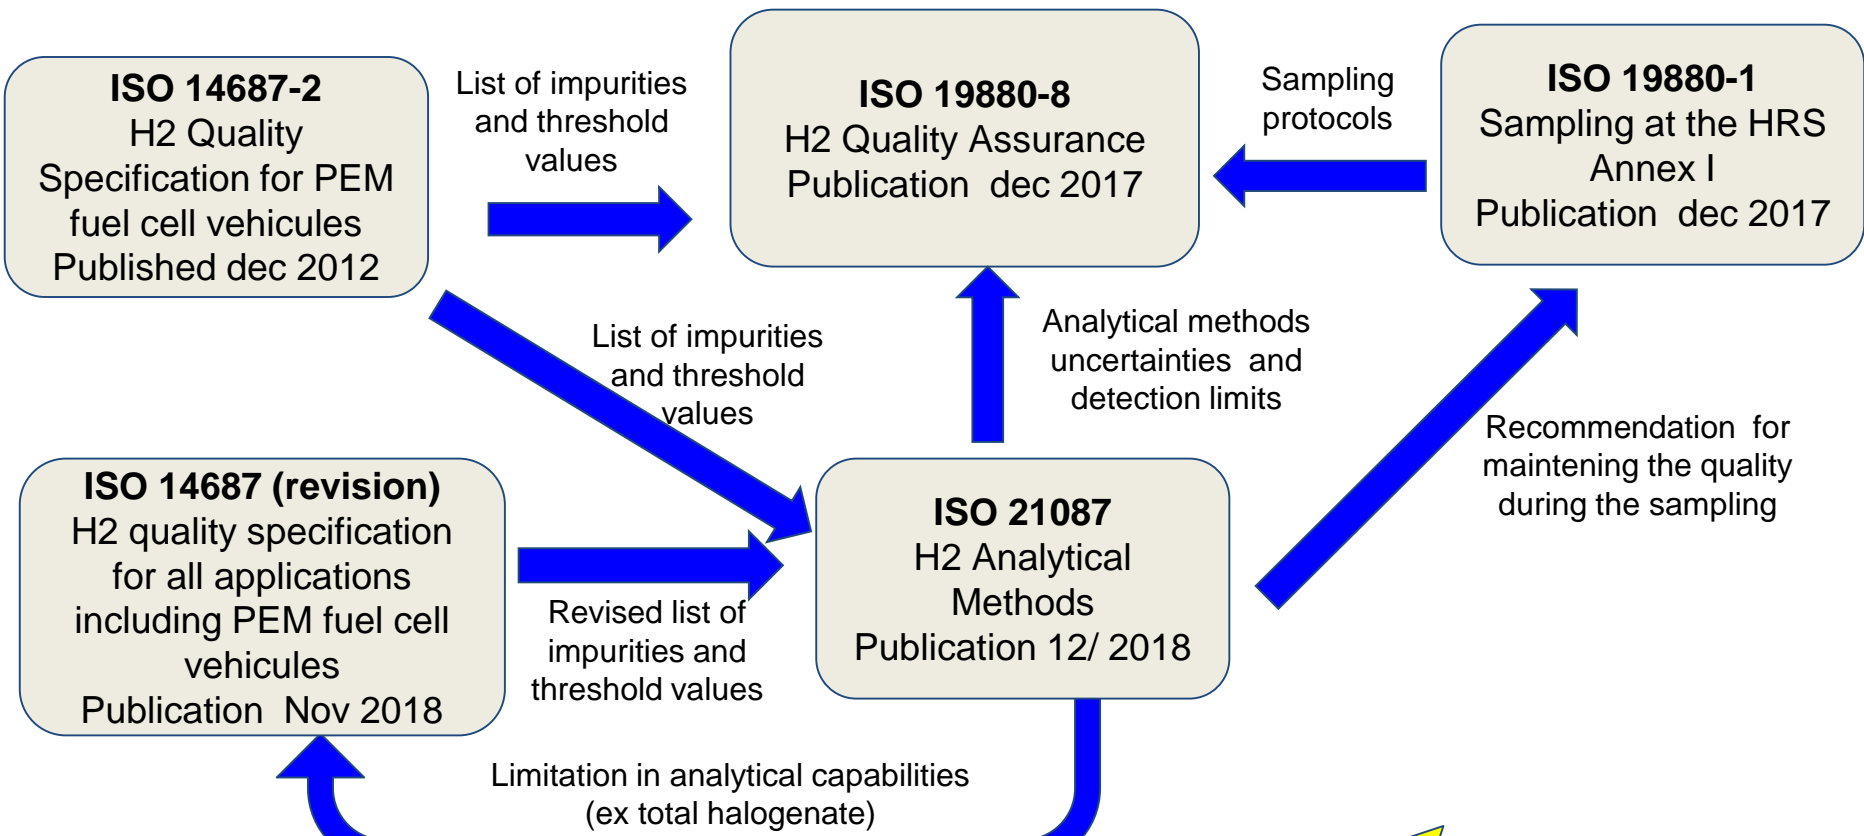 ISO 14687-2
H2 Quality
Specification for PEM
fuel cell vehicules
Published dec 2012
List of impurities
and threshold
values
ISO 19880-8
H2 Quality Assurance
Publication  dec 2017
Sampling
protocols
ISO 19880-1
Sampling at the HRS
Annex I
Publication  dec 2017
List of impurities
and threshold
values
Analytical methods
uncertainties  and
detection limits
Recommendation  for
maintening the quality
during the sampling
ISO 14687 (revision)
H2 quality specification
for all applications
including PEM fuel cell
vehicules
Publication  Nov 2018
Revised list of
impurities and
threshold values
ISO 21087
H2 Analytical
Methods
Publication 12/ 2018
Limitation in analytical capabilities
(ex total halogenate)